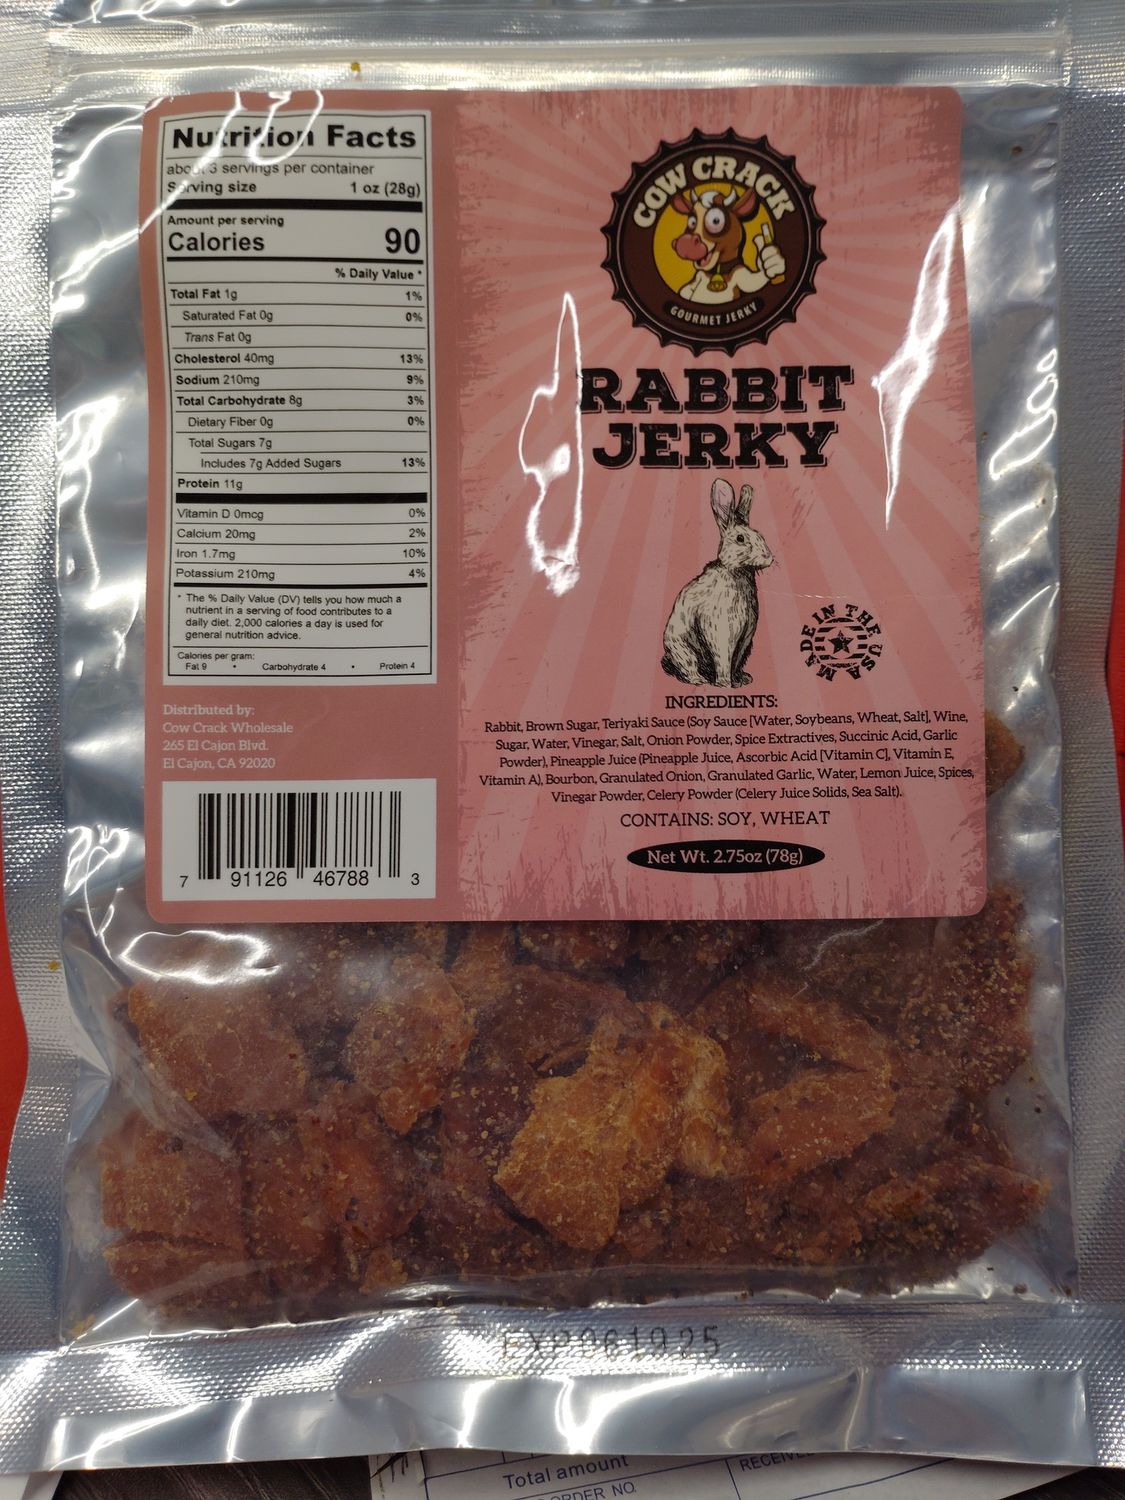 Nutrition Facts
about 3 servings per container
Serving size 1 oz (28g)
Amount per serving
Calories 90
% Daily Value *
Total Fat 1g 1%
Saturated Fat 0g 0%
Trans Fat 0g
Cholesterol 40mg 13%
Sodium 210mg 9%
Total Carbohydrate 8g 3%
Dietary Fiber 0g 0%
Total Sugars 7g
Includes 7g Added Sugars 13%
Protein 11g
Vitamin D 0mcg 0%
Calcium 20mg 2%
Iron 1.7mg 10%
Potassium 210mg 4%
* The % Daily Value (DV) tells you how much a
nutrient in a serving of food contributes to a
daily diet. 2,000 calories a day is used for
general nutrition advice.
Calories per gram:
Fat 9 • Carbohydrate 4 • Protein 4
Distributed by:
Cow Crack Wholesale
265 El Cajon Blvd.
El Cajon, CA 92020
7 91126 46788 3
COW CRACK
GOURMET JERKY
RABBIT
JERKY
MADE IN THE USA
INGREDIENTS:
Rabbit, Brown Sugar, Teriyaki Sauce (Soy Sauce [Water, Soybeans, Wheat, Salt], Wine,
Sugar, Water, Vinegar, Salt, Onion Powder, Spice Extractives, Succinic Acid, Garlic
Powder), Pineapple Juice (Pineapple Juice, Ascorbic Acid [Vitamin C], Vitamin E,
Vitamin A), Bourbon, Granulated Onion, Granulated Garlic, Water, Lemon Juice, Spices,
Vinegar Powder, Celery Powder (Celery Juice Solids, Sea Salt).
CONTAINS: SOY, WHEAT
Net Wt. 2.75oz (78g)
EXP061925
Total amount
ORDER NO.